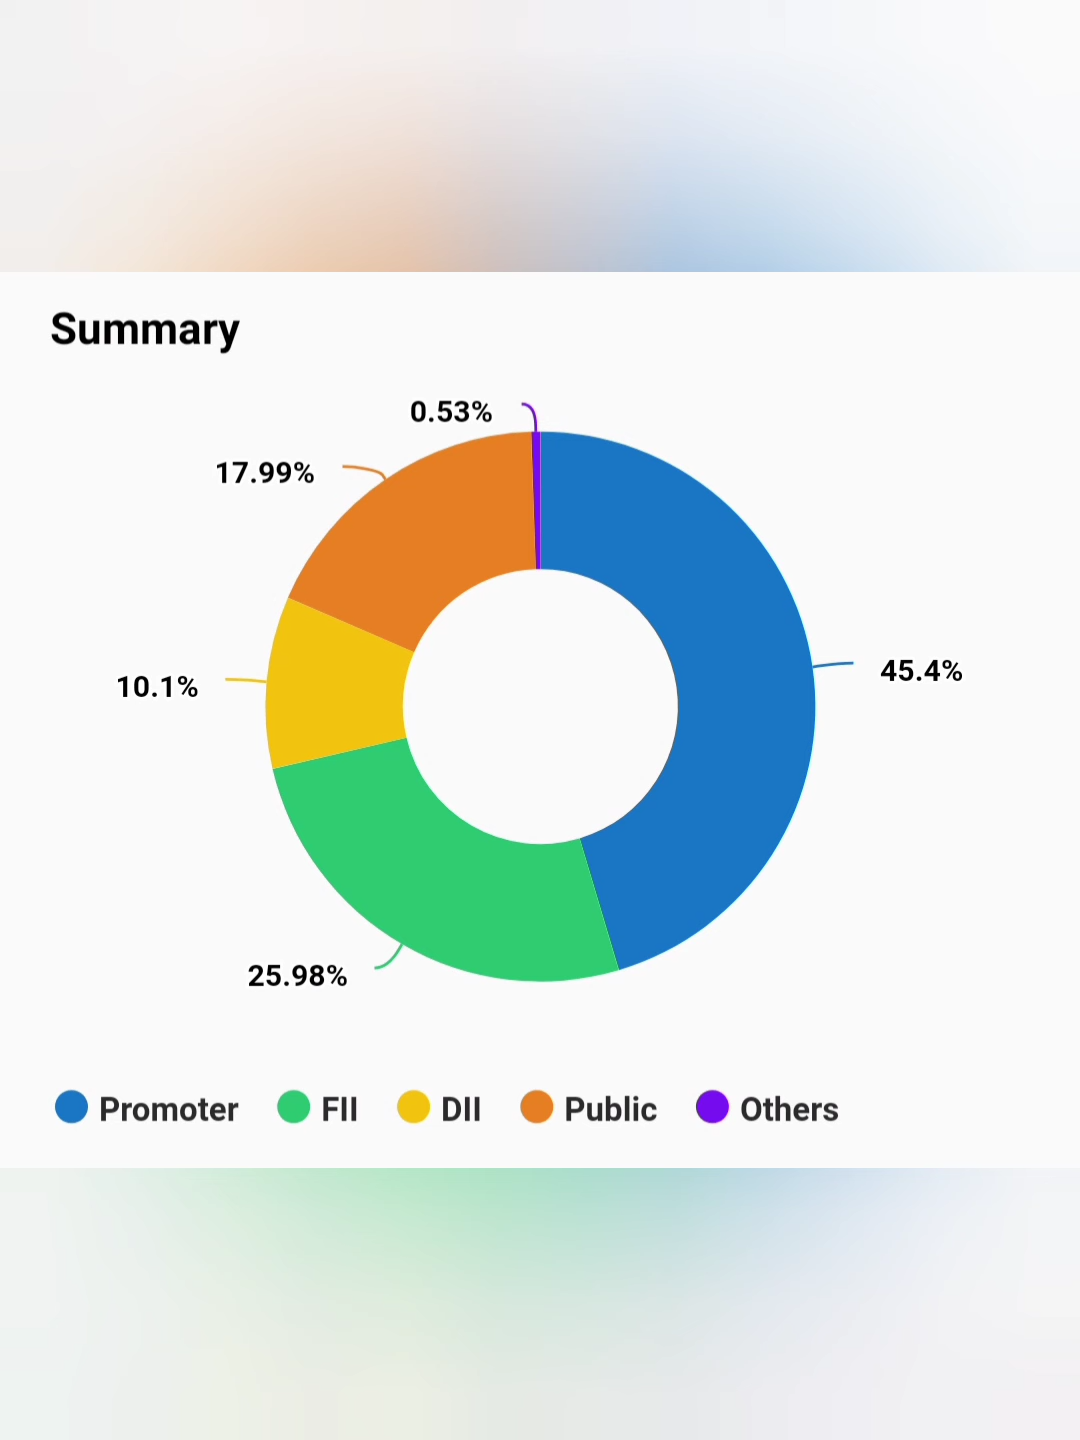 Summary
0.53%
17.99%
45.4%
10.1%
25.98%
Promoter FII DII Public Others